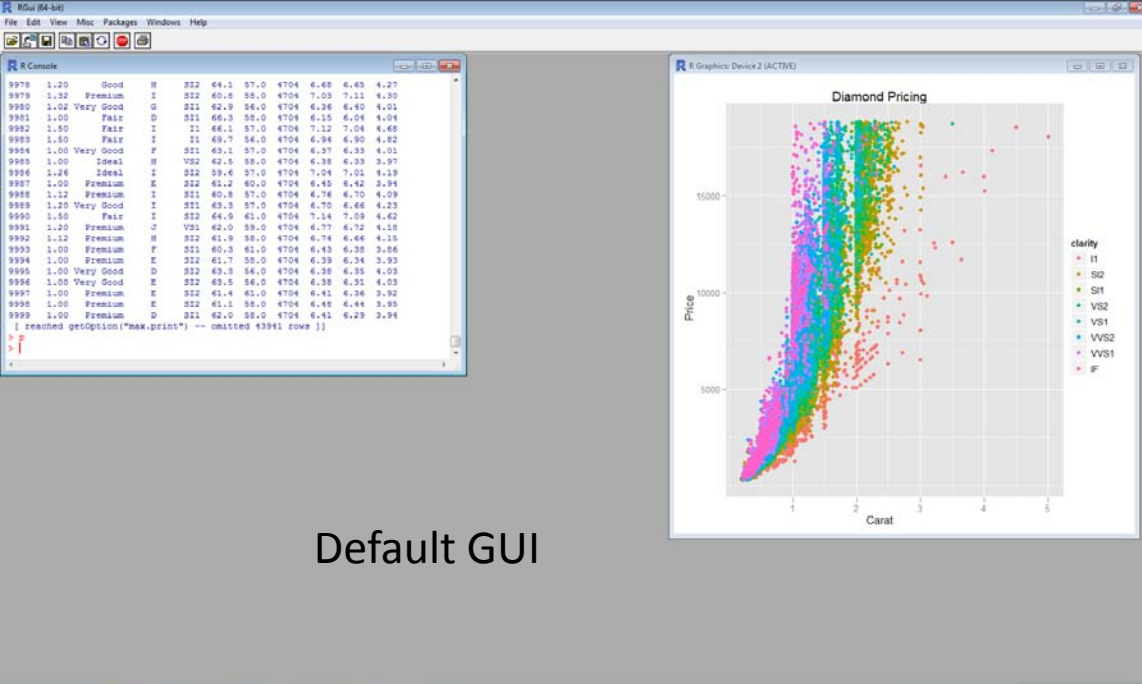 RGui (64-bit)
File Edit View Misc Packages Windows Help
R Console
9978 1.20 Good H SI2 64.1 57.0 4704 6.68 6.65 4.27
9979 1.32 Premium I SI2 60.8 58.0 4704 7.03 7.11 4.30
9980 1.02 Very Good G SI1 62.9 56.0 4704 6.36 6.40 4.01
9981 1.00 Fair D SI1 66.3 58.0 4704 6.15 6.04 4.04
9982 1.50 Fair I I1 66.1 57.0 4704 7.12 7.04 4.68
9983 1.50 Fair I I1 69.7 56.0 4704 6.94 6.90 4.82
9984 1.00 Very Good F SI1 63.1 57.0 4704 6.37 6.33 4.01
9985 1.00 Ideal H VS2 62.5 58.0 4704 6.38 6.33 3.97
9986 1.26 Ideal I SI2 59.6 57.0 4704 7.04 7.01 4.19
9987 1.00 Premium E SI2 61.2 60.0 4704 6.45 6.42 3.94
9988 1.12 Premium I SI1 60.8 57.0 4704 6.76 6.70 4.09
9989 1.20 Very Good I SI1 63.3 57.0 4704 6.70 6.66 4.23
9990 1.50 Fair I SI2 64.9 61.0 4704 7.14 7.09 4.62
9991 1.20 Premium J VS1 62.0 59.0 4704 6.77 6.72 4.18
9992 1.12 Premium H SI2 61.9 58.0 4704 6.74 6.66 4.15
9993 1.00 Premium F SI1 60.3 61.0 4704 6.43 6.38 3.86
9994 1.00 Premium E SI2 61.7 58.0 4704 6.39 6.34 3.93
9995 1.00 Very Good D SI2 63.3 56.0 4704 6.38 6.35 4.03
9996 1.00 Very Good E SI2 63.5 56.0 4704 6.38 6.31 4.03
9997 1.00 Premium E SI2 61.4 61.0 4704 6.41 6.36 3.92
9998 1.00 Premium E SI2 61.1 58.0 4704 6.48 6.44 3.95
9999 1.00 Premium D SI1 62.0 58.0 4704 6.41 6.29 3.94
[ reached getOption("max.print") -- omitted 43941 rows ]]
> p
>
R Graphics: Device 2 (ACTIVE)
Diamond Pricing
15000
10000
5000
Price
1 2 3 4 5
Carat
clarity
I1
SI2
SI1
VS2
VS1
VVS2
VVS1
IF
Default GUI